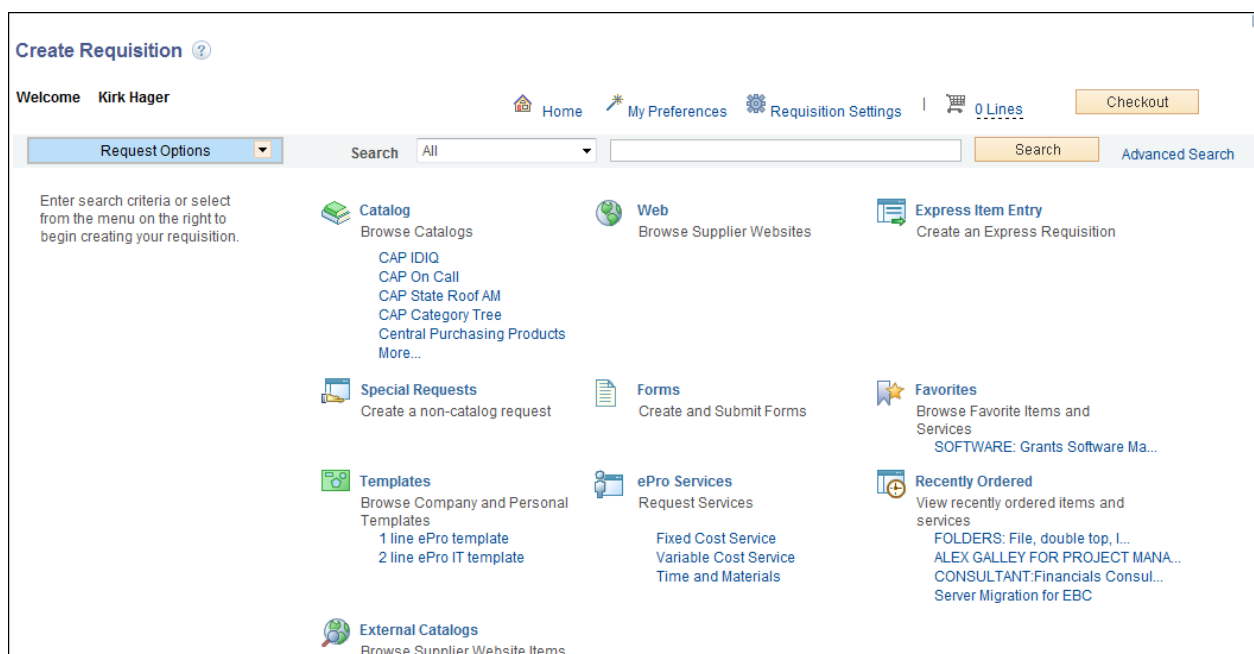 Create Requisition ?
Welcome Kirk Hager
Home My Preferences Requisition Settings | 0 Lines Checkout
Request Options Search All Search Advanced Search
Enter search criteria or select
from the menu on the right to
begin creating your requisition.
Catalog
Browse Catalogs
CAP IDIQ
CAP On Call
CAP State Roof AM
CAP Category Tree
Central Purchasing Products
More...
Web
Browse Supplier Websites
Express Item Entry
Create an Express Requisition
Special Requests
Create a non-catalog request
Forms
Create and Submit Forms
Favorites
Browse Favorite Items and
Services
SOFTWARE: Grants Software Ma...
Templates
Browse Company and Personal
Templates
1 line ePro template
2 line ePro IT template
ePro Services
Request Services
Fixed Cost Service
Variable Cost Service
Time and Materials
Recently Ordered
View recently ordered items and
services
FOLDERS: File, double top, l...
ALEX GALLEY FOR PROJECT MANA...
CONSULTANT:Financials Consul...
Server Migration for EBC
External Catalogs
Browse Supplier Website Items